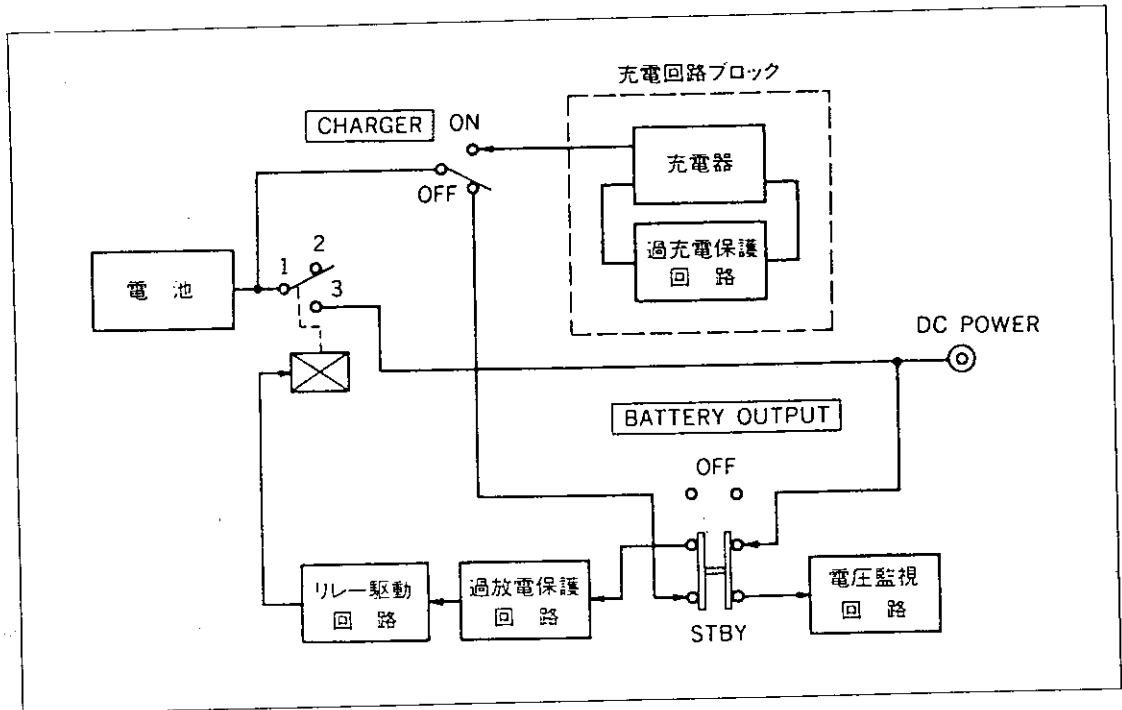 充電回路ブロック
CHARGER ON
充電器
OFF
過充電保護
回 路
2
1
電 池
3
DC POWER
BATTERY OUTPUT
OFF
リレー駆動
回 路
過放電保護
回 路
電圧監視
回 路
STBY